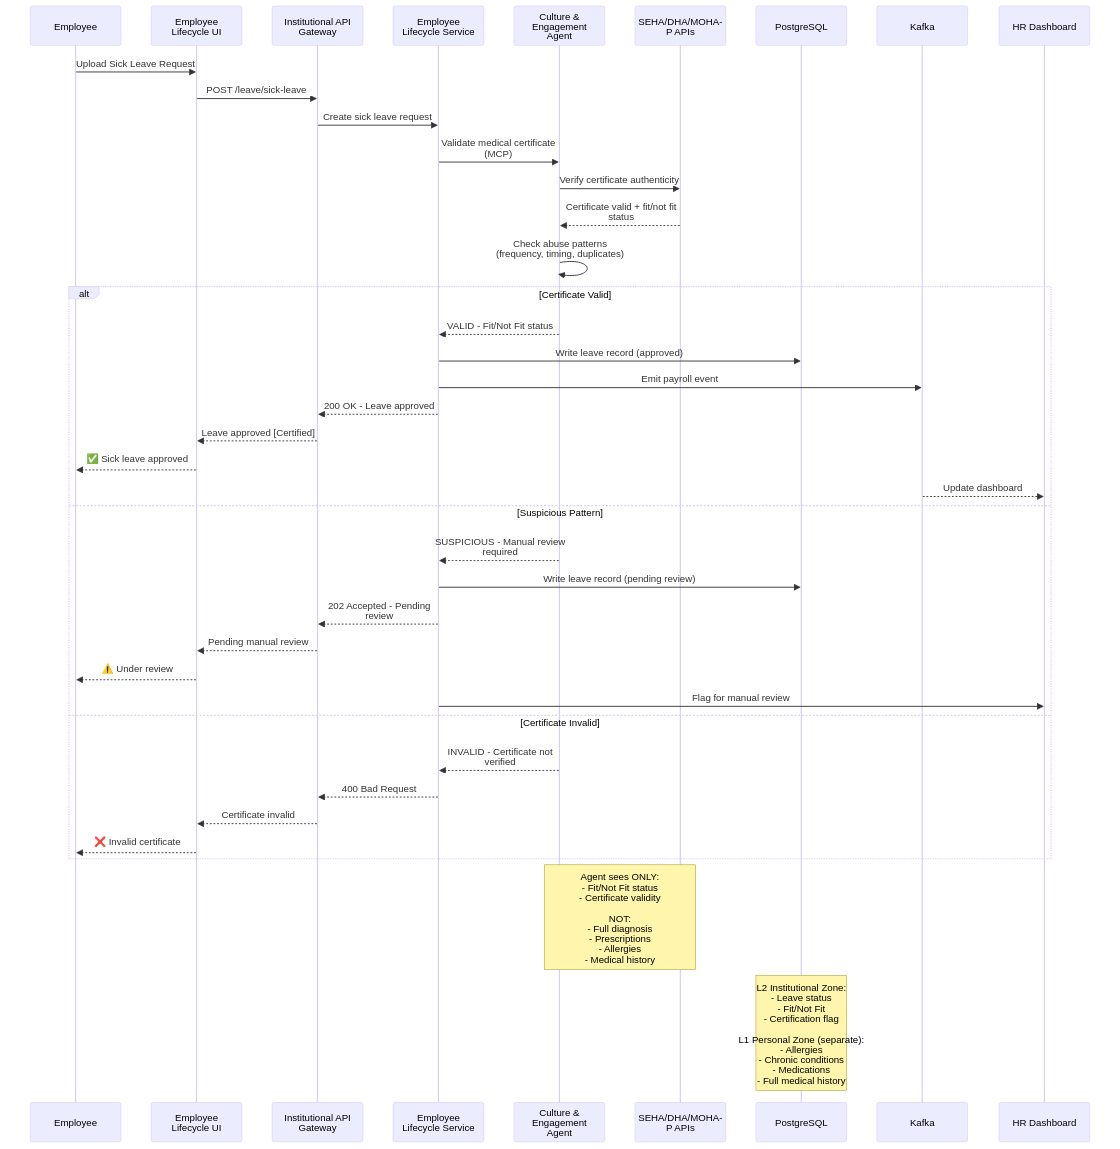 Employee
Employee
Lifecycle UI
Institutional API
Gateway
Employee
Lifecycle Service
Culture &
Engagement
Agent
SEHA/DHA/MOHA-
P APIs
PostgreSQL
Kafka
HR Dashboard
Upload Sick Leave Request
POST /leave/sick-leave
Create sick leave request
Validate medical certificate
(MCP)
Verify certificate authenticity
Certificate valid + fit/not fit
status
Check abuse patterns
(frequency, timing, duplicates)
alt
[Certificate Valid]
VALID - Fit/Not Fit status
Write leave record (approved)
Emit payroll event
200 OK - Leave approved
Leave approved [Certified]
✅ Sick leave approved
Update dashboard
[Suspicious Pattern]
SUSPICIOUS - Manual review
required
Write leave record (pending review)
202 Accepted - Pending
review
Pending manual review
⚠️ Under review
Flag for manual review
[Certificate Invalid]
INVALID - Certificate not
verified
400 Bad Request
Certificate invalid
❌ Invalid certificate
Agent sees ONLY:
- Fit/Not Fit status
- Certificate validity
NOT:
- Full diagnosis
- Prescriptions
- Allergies
- Medical history
L2 Institutional Zone:
- Leave status
- Fit/Not Fit
- Certification flag
L1 Personal Zone (separate):
- Allergies
- Chronic conditions
- Medications
- Full medical history
Employee
Employee
Lifecycle UI
Institutional API
Gateway
Employee
Lifecycle Service
Culture &
Engagement
Agent
SEHA/DHA/MOHA-
P APIs
PostgreSQL
Kafka
HR Dashboard